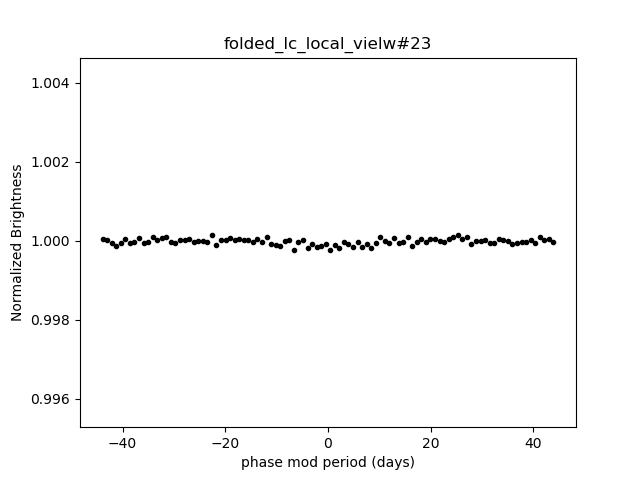 folded_lc_local_vielw#23
1.004
1.002
1.000
0.998
0.996
Normalized Brightness
−40 −20 0 20 40
phase mod period (days)